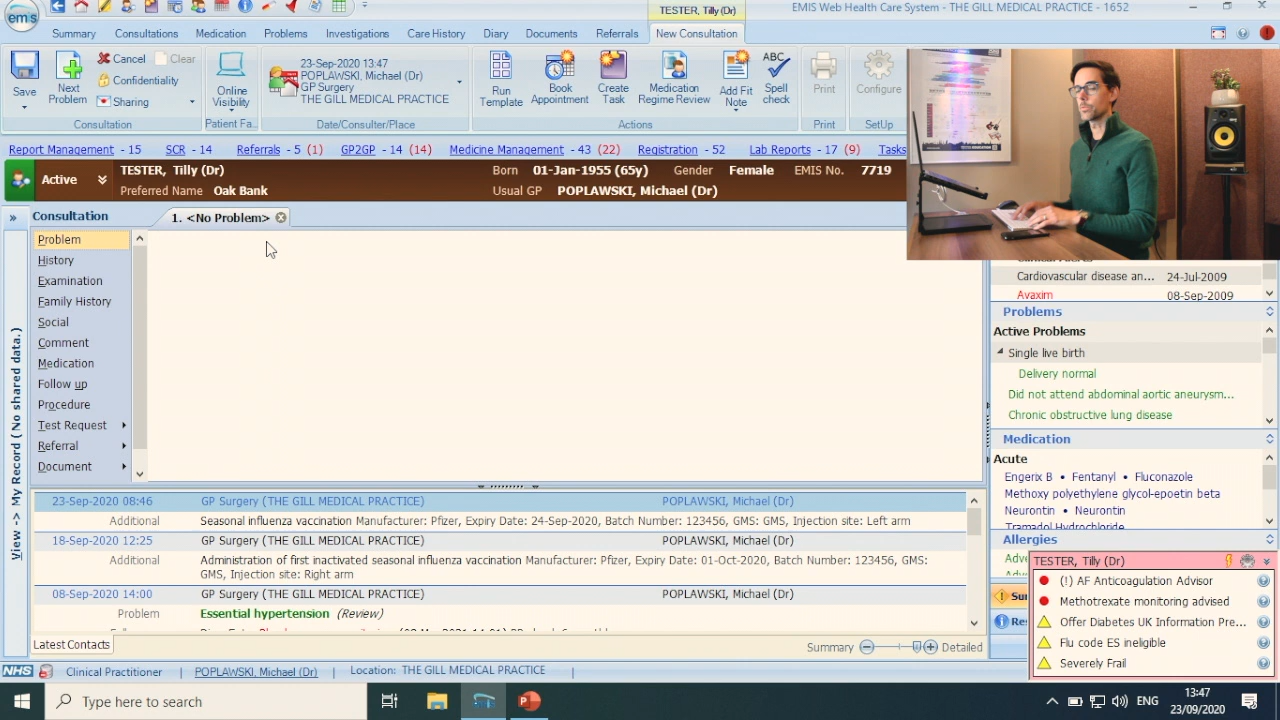 TESTER, Tilly (Dr)
EMIS Web Health Care System - THE GILL MEDICAL PRACTICE - 1652
emis
Summary Consultations Medication Problems Investigations Care History Diary Documents Referrals New Consultation
Save
Next Problem
Cancel Clear
Confidentiality
Sharing
Consultation
Online Visibility
Patient Fa...
23-Sep-2020 13:47
POPLAWSKI, Michael (Dr)
GP Surgery
THE GILL MEDICAL PRACTICE
Date/Consulter/Place
Run Template
Book Appointment
Create Task
Medication Regime Review
Add Fit Note
ABC
Spell check
Actions
Print
Print
Configure
SetUp
Report Management - 15 SCR - 14 Referrals - 5 (1) GP2GP - 14 (14) Medicine Management - 43 (22) Registration - 52 Lab Reports - 17 (9) Tasks
Active TESTER, Tilly (Dr) Born 01-Jan-1955 (65y) Gender Female EMIS No. 7719
Preferred Name Oak Bank Usual GP POPLAWSKI, Michael (Dr)
View -> My Record (No shared data.)
Consultation
1. <No Problem>
Problem
History
Examination
Family History
Social
Comment
Medication
Follow up
Procedure
Test Request
Referral
Document
23-Sep-2020 08:46 GP Surgery (THE GILL MEDICAL PRACTICE) POPLAWSKI, Michael (Dr)
Additional Seasonal influenza vaccination Manufacturer: Pfizer, Expiry Date: 24-Sep-2020, Batch Number: 123456, GMS: GMS, Injection site: Left arm
18-Sep-2020 12:25 GP Surgery (THE GILL MEDICAL PRACTICE) POPLAWSKI, Michael (Dr)
Additional Administration of first inactivated seasonal influenza vaccination Manufacturer: Pfizer, Expiry Date: 01-Oct-2020, Batch Number: 123456, GMS:
GMS, Injection site: Right arm
08-Sep-2020 14:00 GP Surgery (THE GILL MEDICAL PRACTICE) POPLAWSKI, Michael (Dr)
Problem Essential hypertension (Review)
Latest Contacts
Summary Detailed
Cardiovascular disease an... 24-Jul-2009
Avaxim 08-Sep-2009
Problems
Active Problems
Single live birth
Delivery normal
Did not attend abdominal aortic aneurysm...
Chronic obstructive lung disease
Medication
Acute
Engerix B • Fentanyl • Fluconazole
Methoxy polyethylene glycol-epoetin beta
Neurontin • Neurontin
Tramadol Hydrochloride
Allergies
TESTER, Tilly (Dr)
(!) AF Anticoagulation Advisor
Methotrexate monitoring advised
Offer Diabetes UK Information Pre...
Flu code ES ineligible
Severely Frail
NHS Clinical Practitioner POPLAWSKI, Michael (Dr) Location: THE GILL MEDICAL PRACTICE
Type here to search
ENG
13:47
23/09/2020